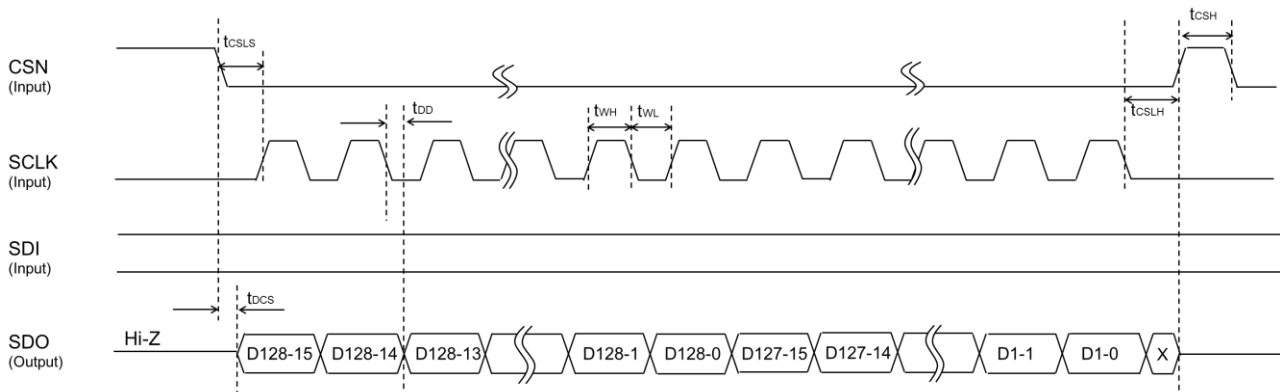 tCSH
tCSLS
CSN
(Input)
tDD
tWH
tWL
tCSLH
SCLK
(Input)
SDI
(Input)
tDCS
SDO
(Output)
Hi-Z
D128-15
D128-14
D128-13
D128-1
D128-0
D127-15
D127-14
D1-1
D1-0
X